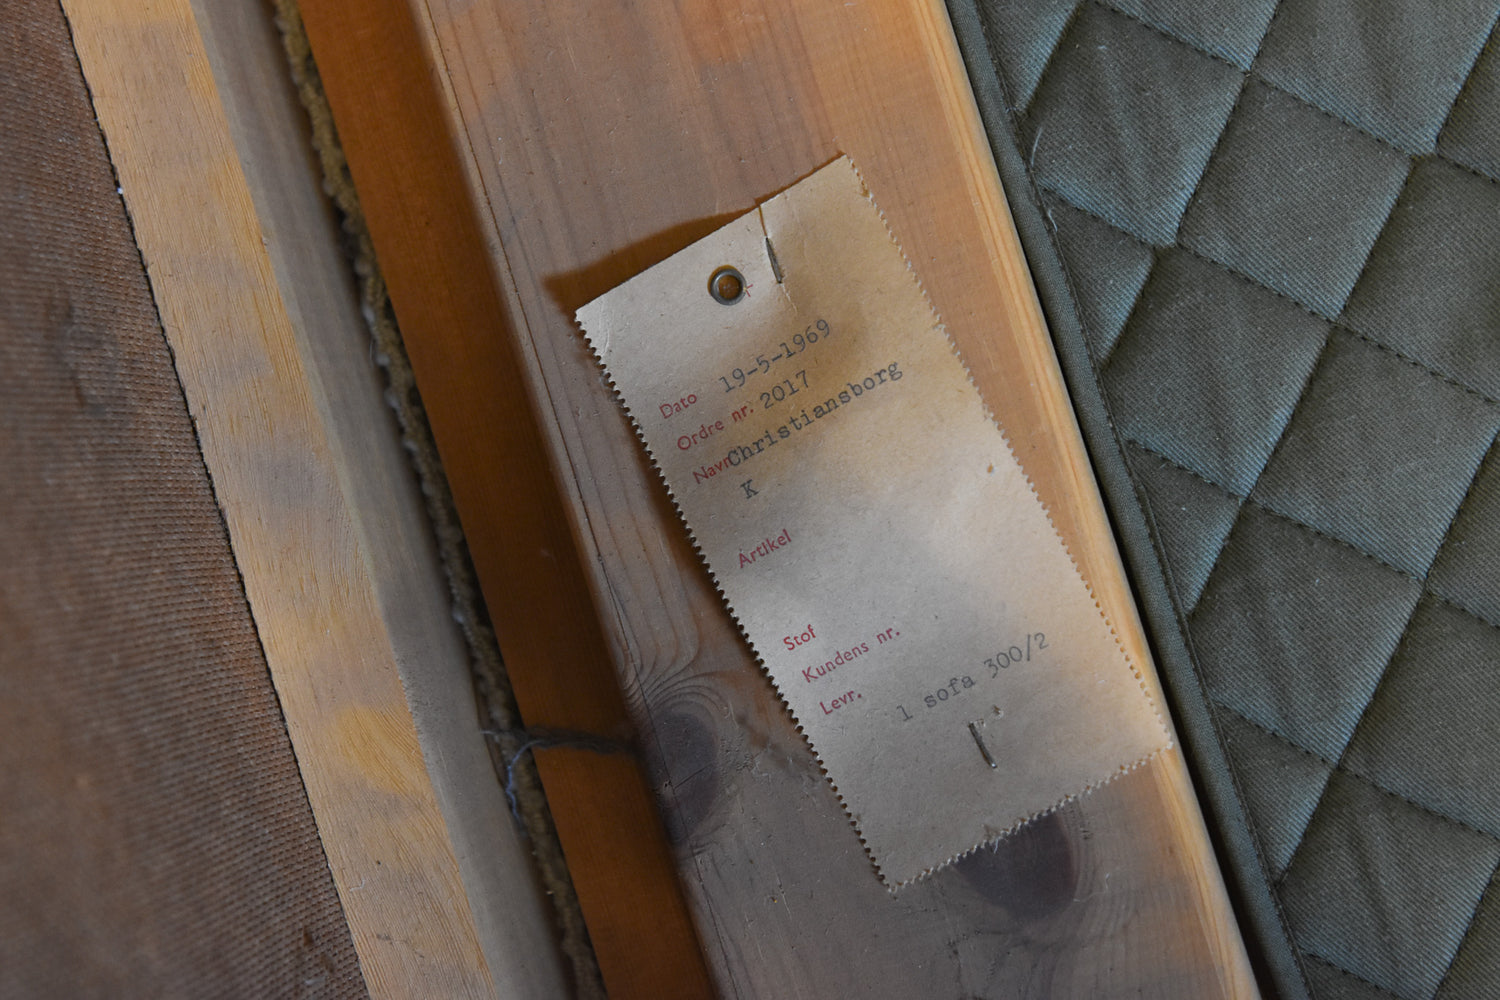 Dato 19-5-1969
Ordre nr. 2017
Navn Christiansborg
K
Artikel
Stof
Kundens nr.
Levr.
1 sofa 300/2